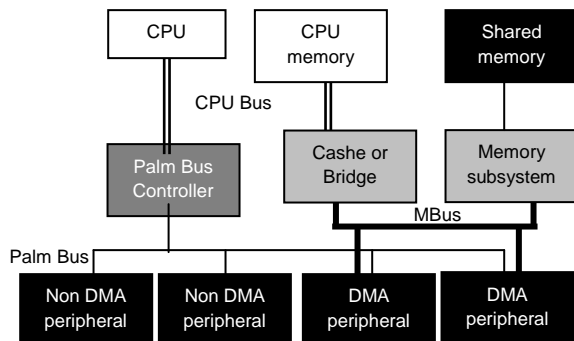 CPU
CPU
memory
Shared
memory
CPU Bus
Palm Bus
Controller
Cashe or
Bridge
Memory
subsystem
MBus
Palm Bus
Non DMA
peripheral
Non DMA
peripheral
DMA
peripheral
DMA
peripheral